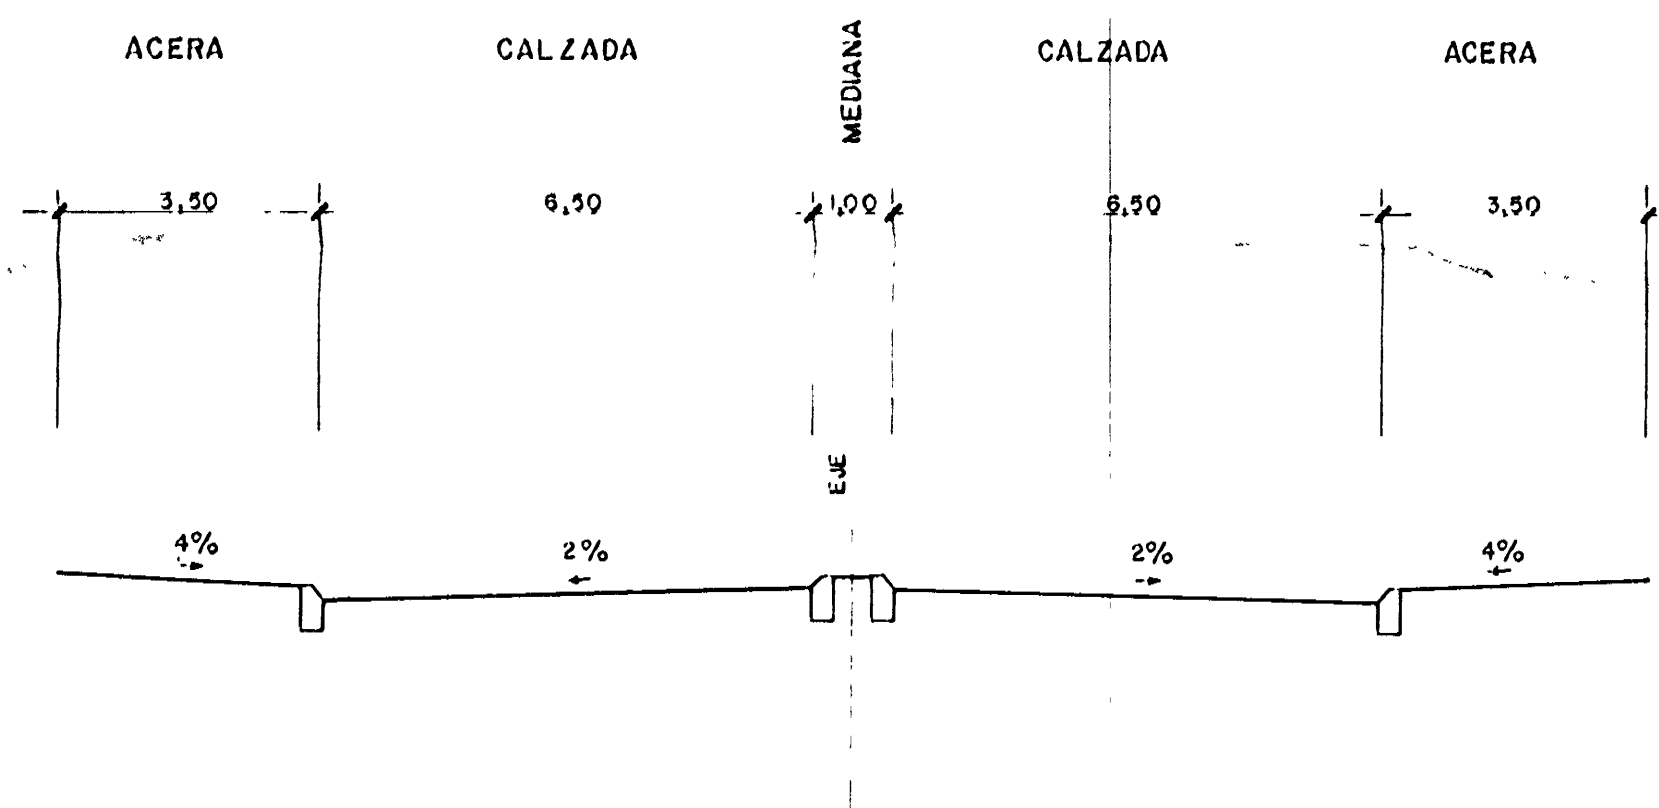 ACERA CALZADA MEDIANA CALZADA ACERA
3,50 6,50 1,00 6,50 3,50
EJE
4% 2% 2% 4%